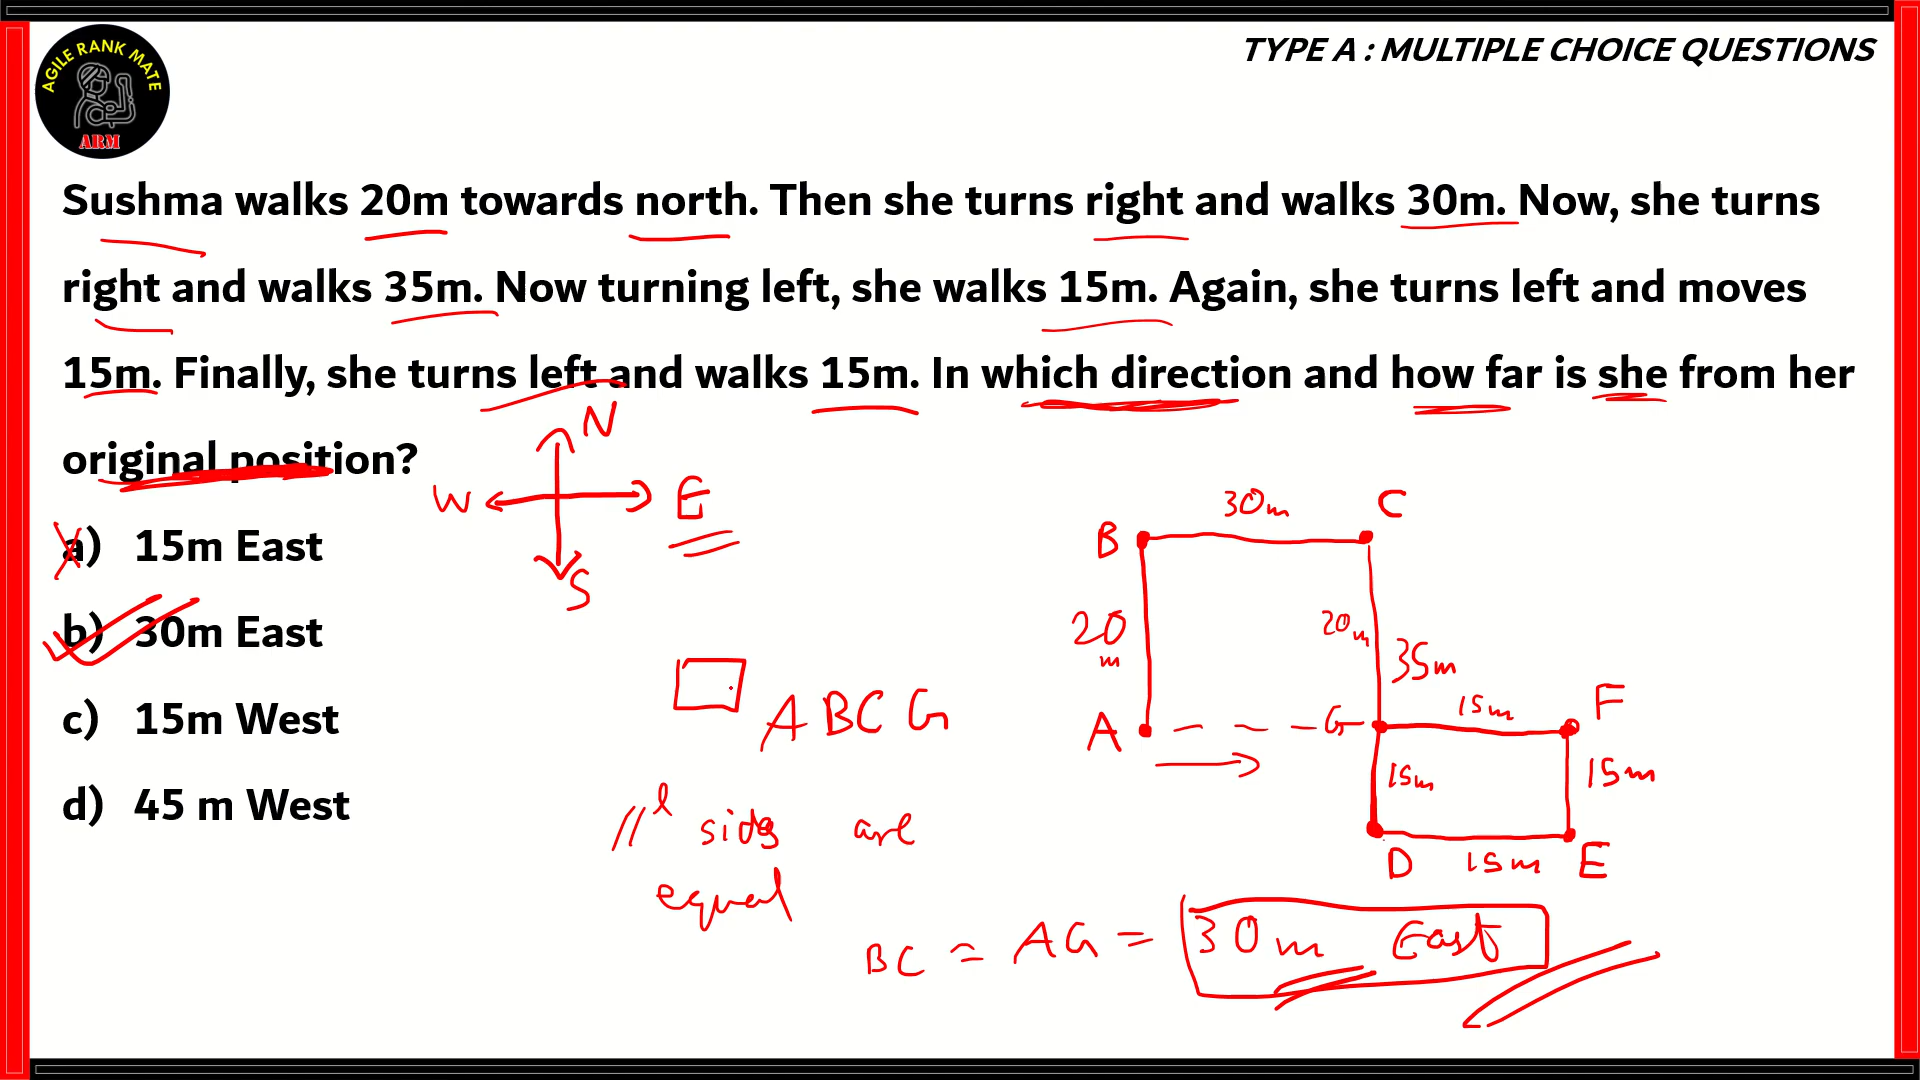 AGILE RANK MATE
ARM
TYPE A : MULTIPLE CHOICE QUESTIONS
Sushma walks 20m towards north. Then she turns right and walks 30m. Now, she turns
right and walks 35m. Now turning left, she walks 15m. Again, she turns left and moves
15m. Finally, she turns left and walks 15m. In which direction and how far is she from her
original position?
N
W
E
S
a) 15m East
b) 30m East
c) 15m West
d) 45 m West
30m
B
C
20
m
20m
35m
15m
F
A
G
15m
15m
D
15m
E
A B C G
//l sides are
equal
BC = AG = 30m East